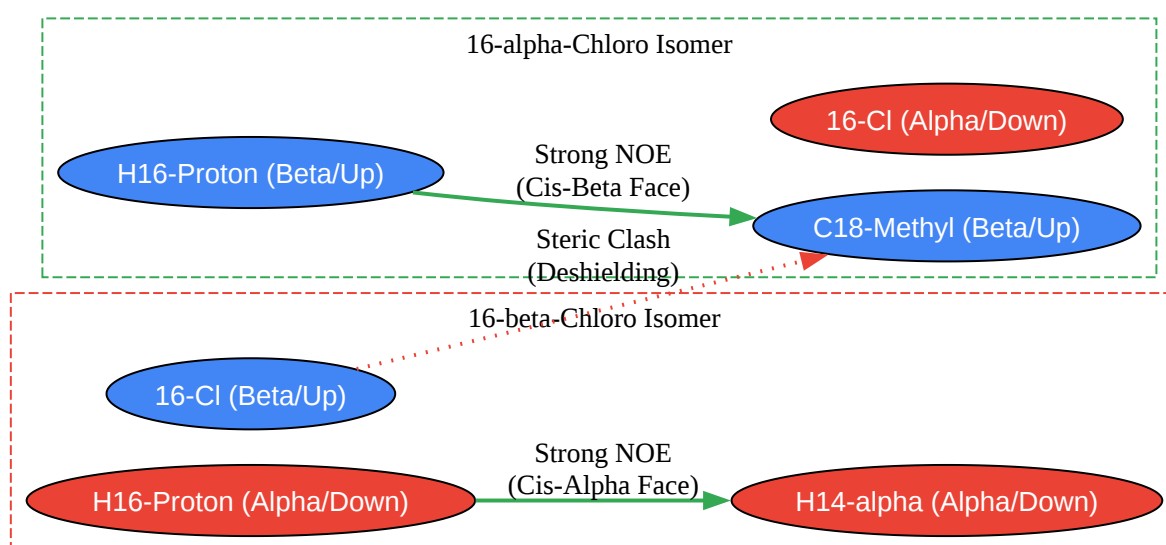 16-alpha-Chloro Isomer
16-Cl (Alpha/Down)
H16-Proton (Beta/Up)
Strong NOE
(Cis-Beta Face)
C18-Methyl (Beta/Up)
Steric Clash
(Deshielding)
16-beta-Chloro Isomer
16-Cl (Beta/Up)
Strong NOE
(Cis-Alpha Face)
H16-Proton (Alpha/Down)
H14-alpha (Alpha/Down)